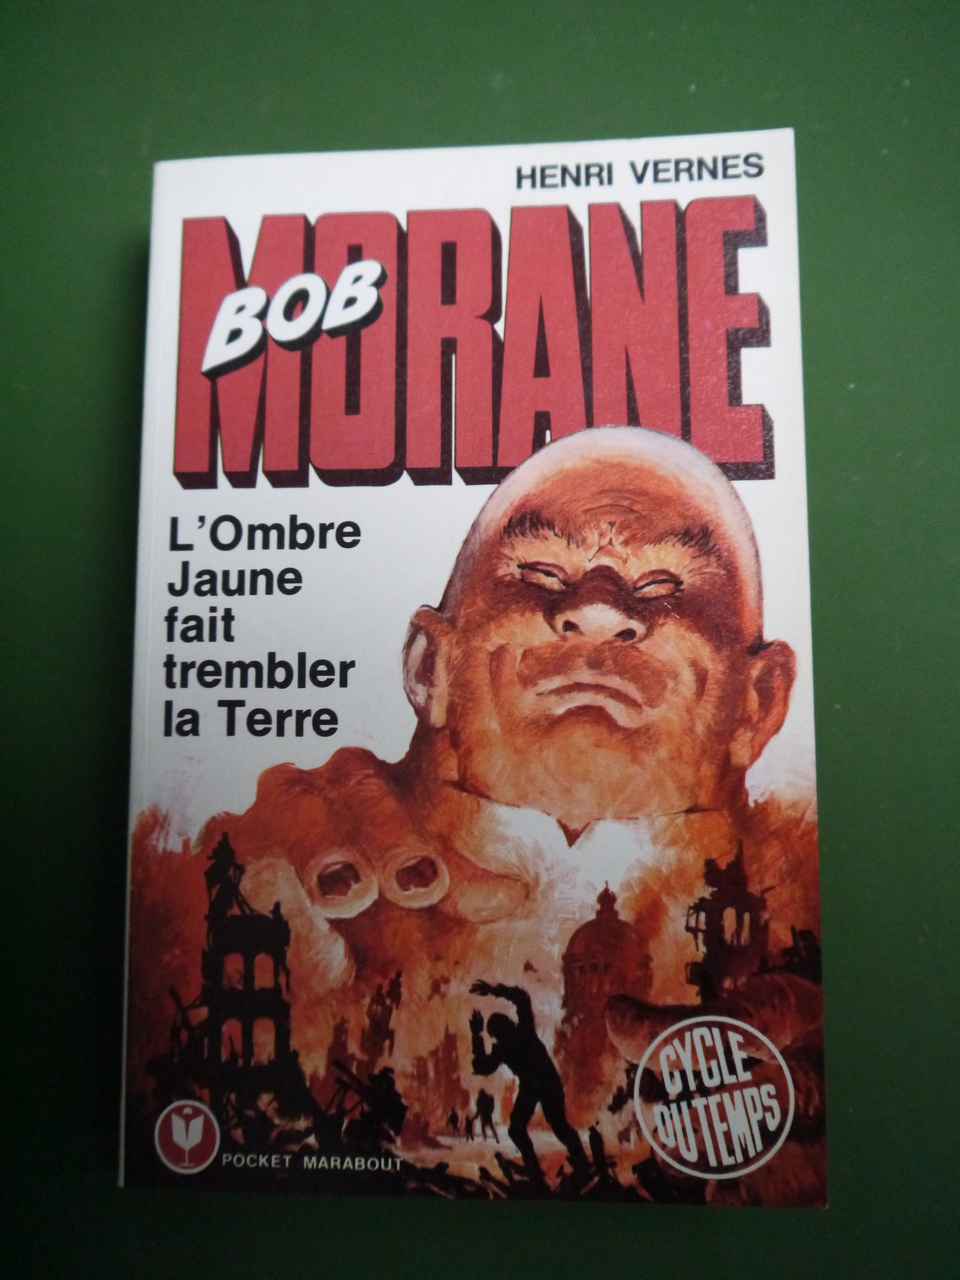 HENRI VERNES
BOB
MORANE
L'Ombre
Jaune
fait
trembler
la Terre
CYCLE
DU TEMPS
POCKET MARABOUT